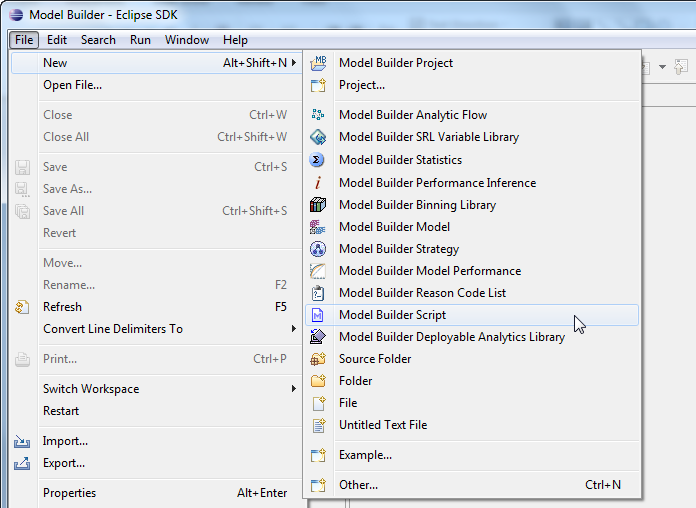 Model Builder - Eclipse SDK
File Edit Search Run Window Help
New Alt+Shift+N
Open File...
Close Ctrl+W
Close All Ctrl+Shift+W
Save Ctrl+S
Save As...
Save All Ctrl+Shift+S
Revert
Move...
Rename... F2
Refresh F5
Convert Line Delimiters To
Print... Ctrl+P
Switch Workspace
Restart
Import...
Export...
Properties Alt+Enter
MB Model Builder Project
Project...
Model Builder Analytic Flow
Model Builder SRL Variable Library
Σ Model Builder Statistics
i Model Builder Performance Inference
Model Builder Binning Library
Model Builder Model
Model Builder Strategy
Model Builder Model Performance
Model Builder Reason Code List
M Model Builder Script
Model Builder Deployable Analytics Library
Source Folder
Folder
File
Untitled Text File
Example...
Other... Ctrl+N